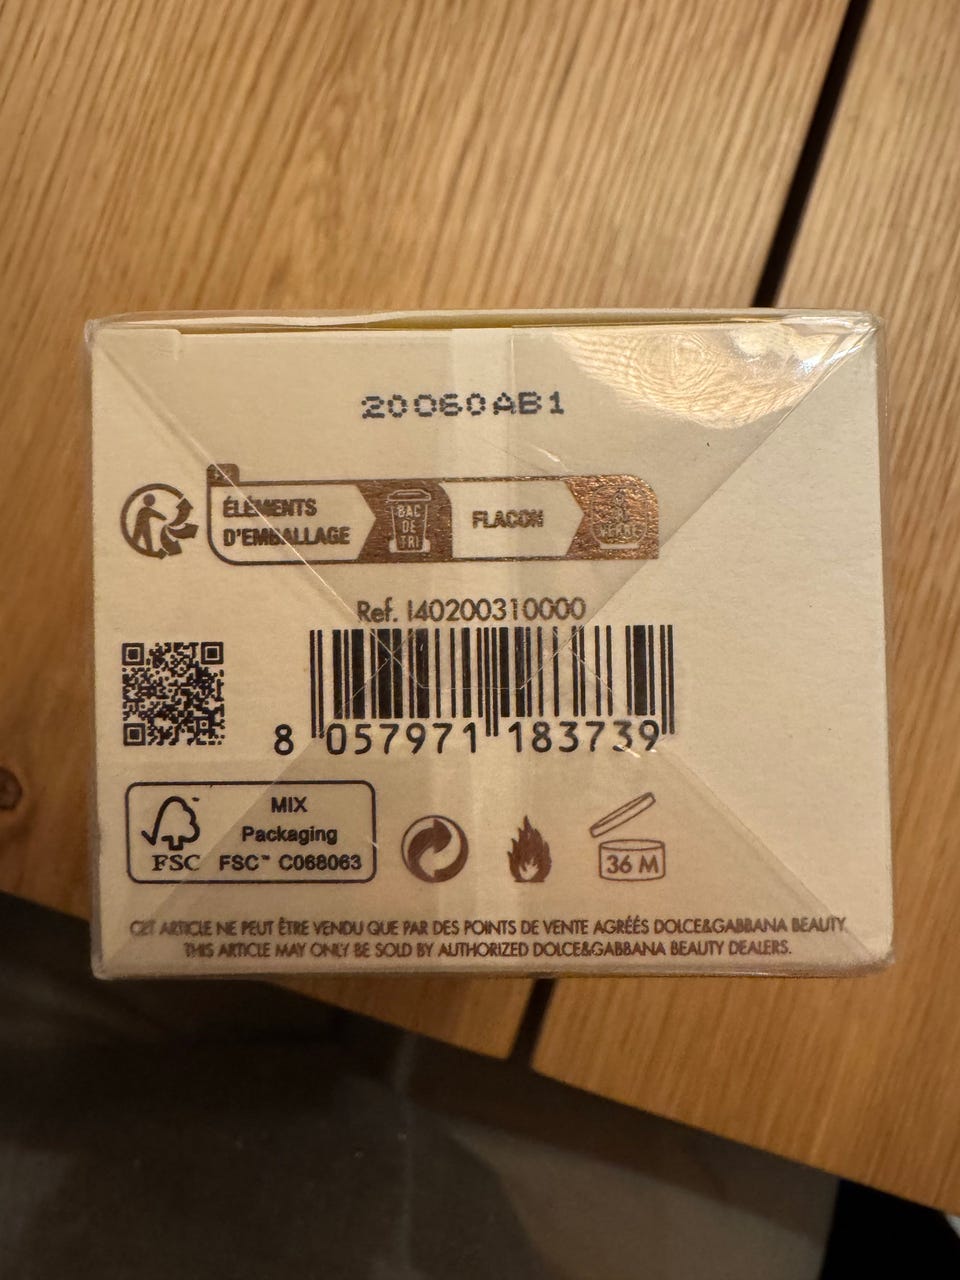 20060AB1
ÉLÉMENTS
D'EMBALLAGE
BAC
DE
TRI
FLACON
Ref. I40200310000
8 057971 183739
MIX
Packaging
FSC FSC™ C068063
36 M
CET ARTICLE NE PEUT ÊTRE VENDU QUE PAR DES POINTS DE VENTE AGRÉÉS DOLCE&GABBANA BEAUTY
THIS ARTICLE MAY ONLY BE SOLD BY AUTHORIZED DOLCE&GABBANA BEAUTY DEALERS.